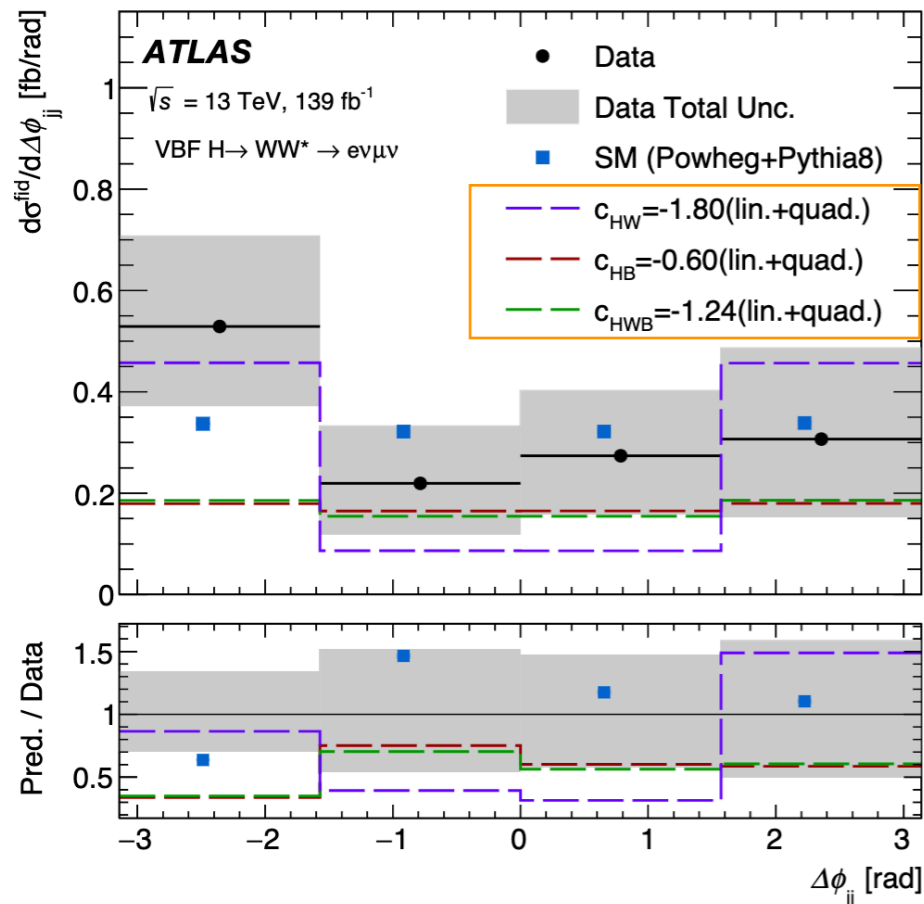 ATLAS
√s = 13 TeV, 139 fb⁻¹
VBF H→ WW* → eνμν
Data
Data Total Unc.
SM (Powheg+Pythia8)
c_HW=-1.80(lin.+quad.)
c_HB=-0.60(lin.+quad.)
c_HWB=-1.24(lin.+quad.)
dσ^fid/dΔϕ_jj [fb/rad]
1
0.8
0.6
0.4
0.2
0
Pred. / Data
1.5
1
0.5
−3 −2 −1 0 1 2 3
Δϕ_jj [rad]